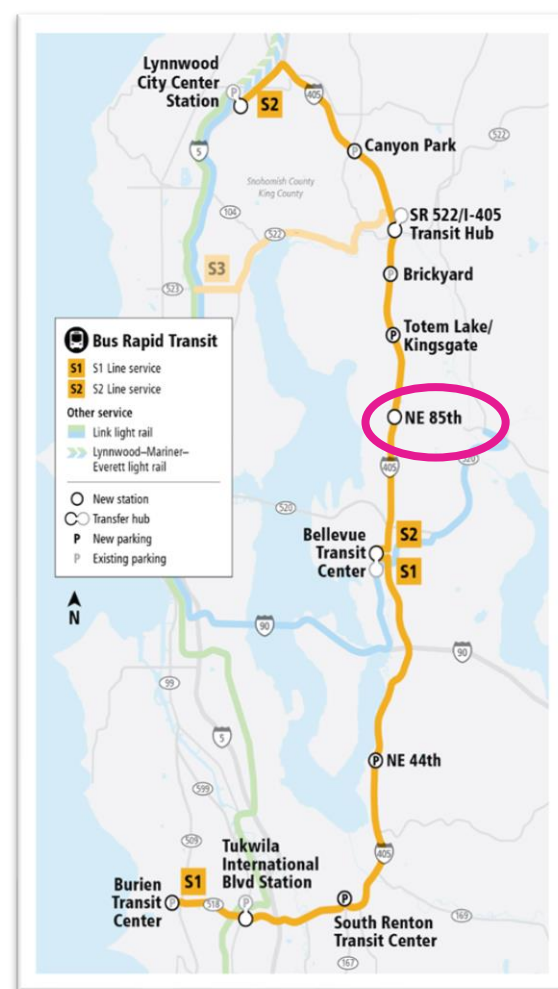 Lynnwood
City Center
Station
P
S2
405
5
Canyon Park
P
522
Snohomish County
King County
104
SR 522/I-405
Transit Hub
522
S3
523
Brickyard
P
Bus Rapid Transit
S1 S1 Line service
S2 S2 Line service
Other service
Link light rail
Lynnwood–Mariner–
Everett light rail
New station
Transfer hub
P New parking
P Existing parking
Totem Lake/
Kingsgate
P
NE 85th
405
520
520
Bellevue
Transit
Center
S2
S1
N
90
90
99
5
P NE 44th
599
509
405
Tukwila
International
Blvd Station
P
S1
Burien
Transit
Center
P
518
P
South Renton
Transit Center
169
167